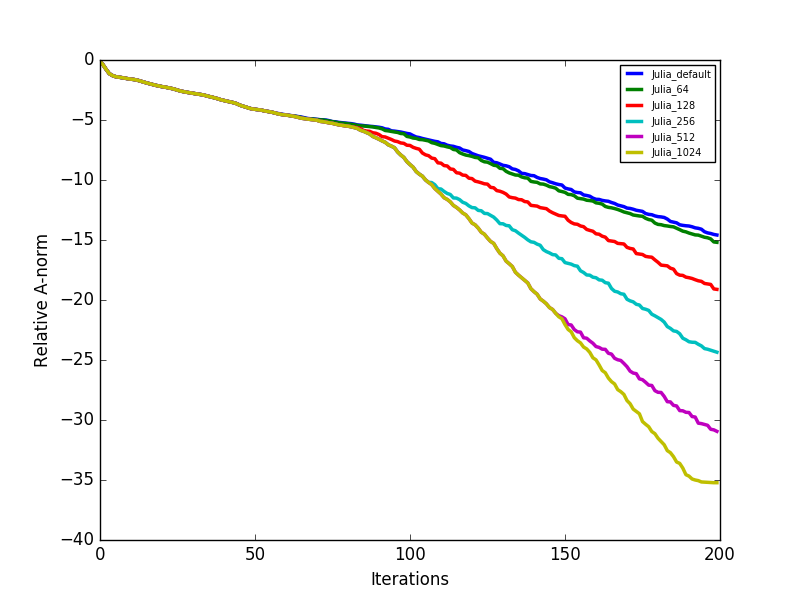 0
−5
−10
−15
−20
−25
−30
−35
−40
Relative A-norm
Julia_default
Julia_64
Julia_128
Julia_256
Julia_512
Julia_1024
0 50 100 150 200
Iterations